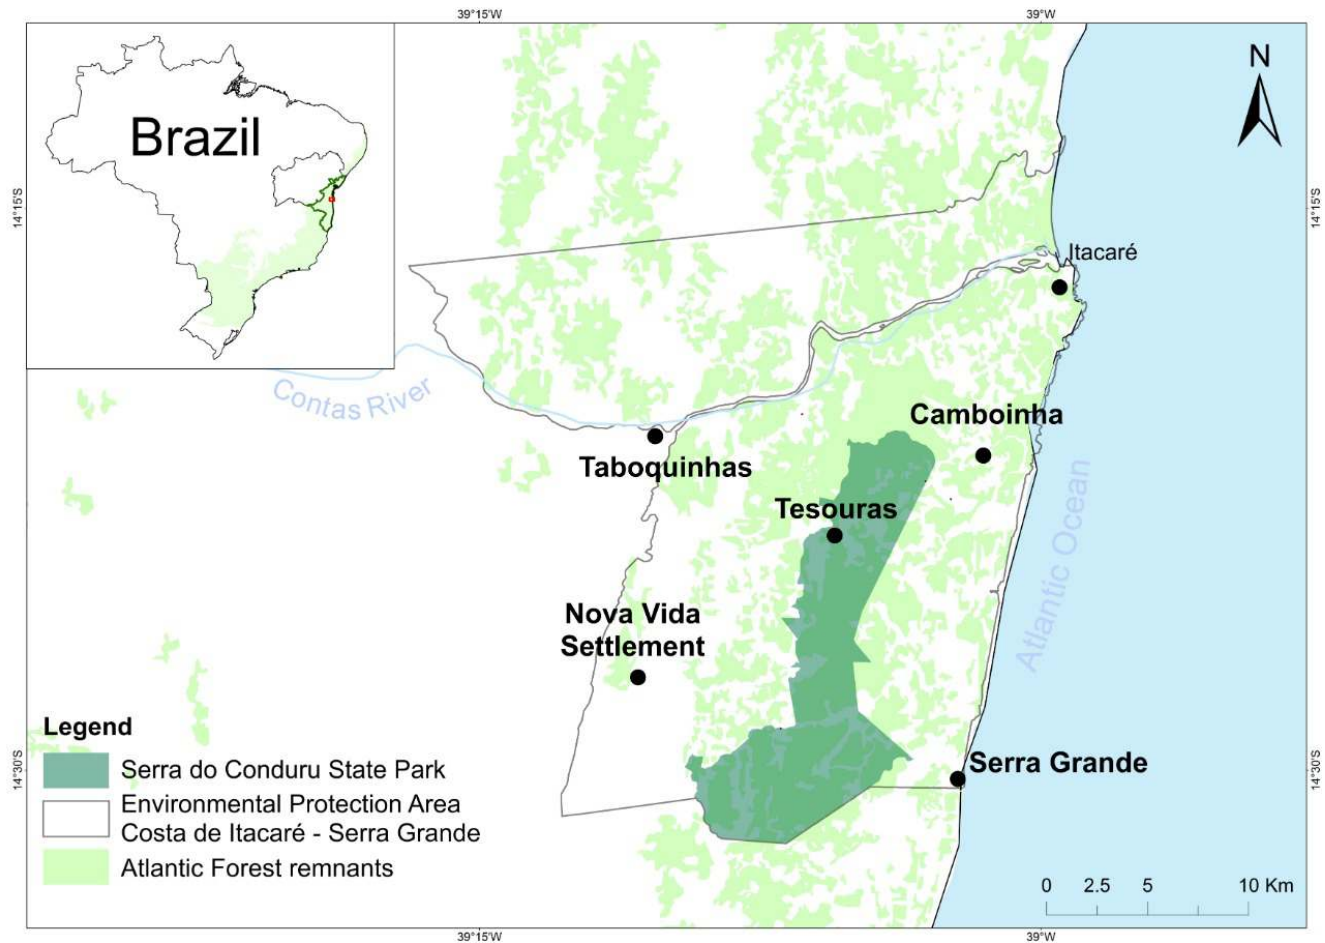 39°15'W
39°W
N
Brazil
14°15'S
14°15'S
Itacaré
Contas River
Camboinha
Taboquinhas
Tesouras
Atlantic Ocean
Nova Vida
Settlement
Legend
Serra do Conduru State Park
Serra Grande
14°30'S
14°30'S
Environmental Protection Area
Costa de Itacaré - Serra Grande
Atlantic Forest remnants
0 2.5 5 10 Km
39°15'W
39°W